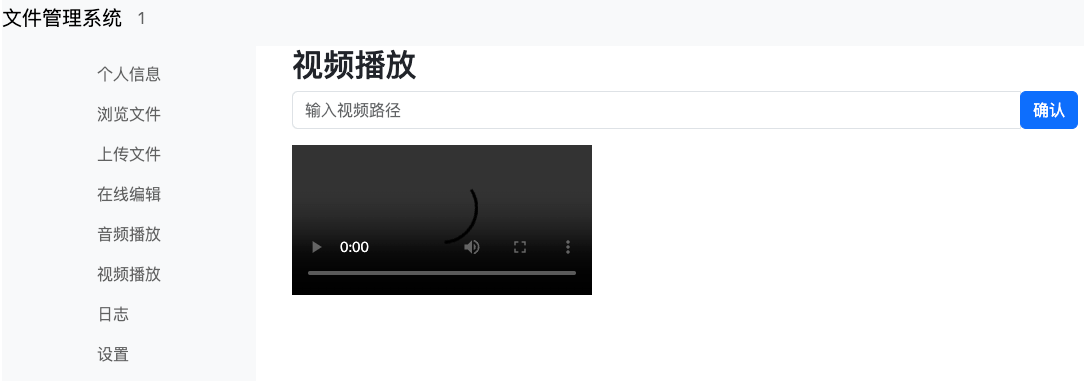 文件管理系统 1
个人信息
浏览文件
上传文件
在线编辑
音频播放
视频播放
日志
设置
视频播放
输入视频路径 确认
0:00